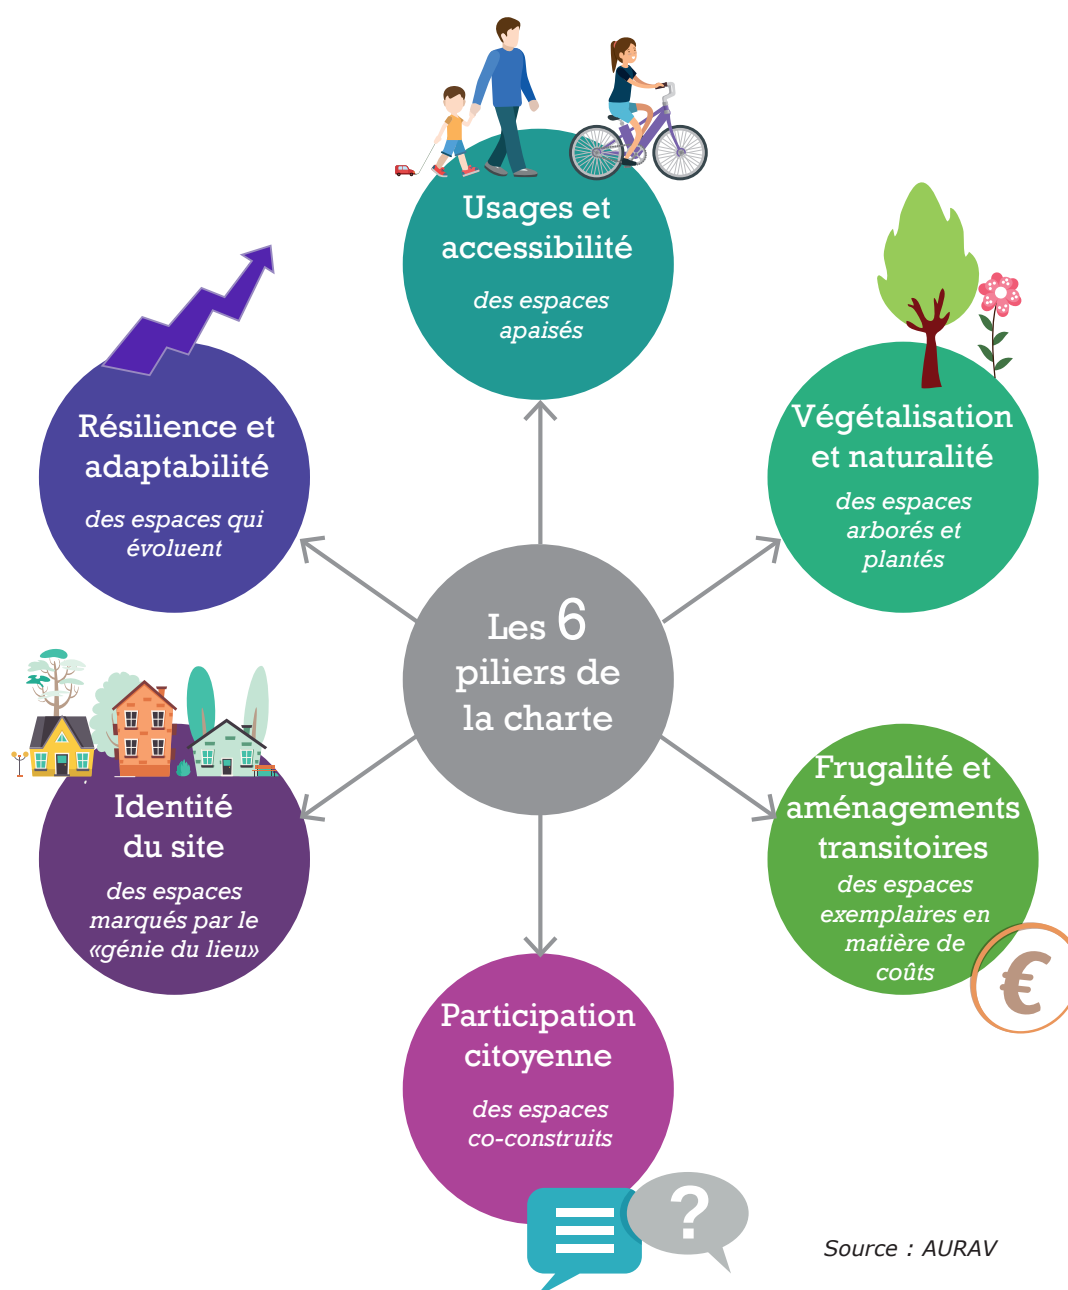 Usages et
accessibilité
des espaces
apaisés
Résilience et
adaptabilité
des espaces qui
évoluent
Végétalisation
et naturalité
des espaces
arborés et
plantés
Les 6
piliers de
la charte
Identité
du site
des espaces
marqués par le
«génie du lieu»
Frugalité et
aménagements
transitoires
des espaces
exemplaires en
matière de
coûts
€
Participation
citoyenne
des espaces
co-construits
?
Source : AURAV